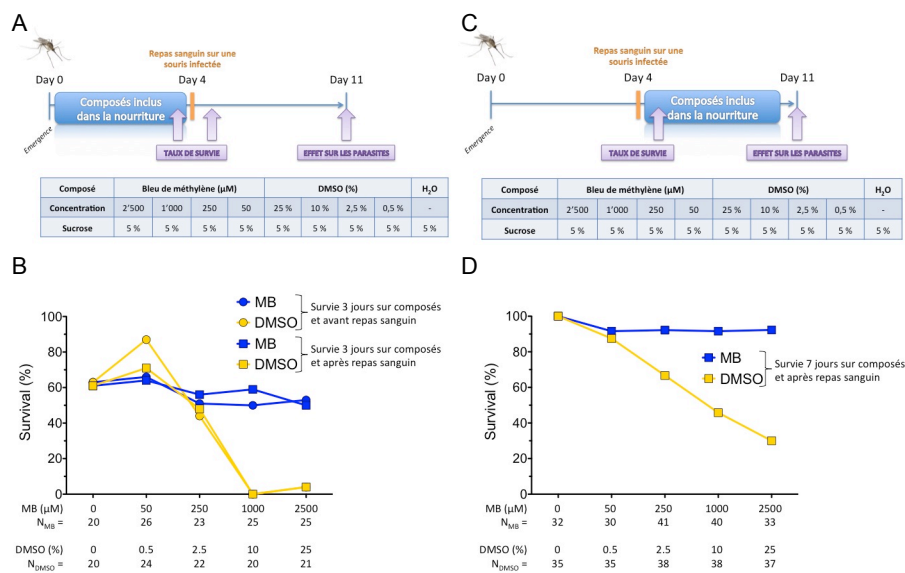 A
Repas sanguin sur une
souris infectée
Day 0
Day 4
Day 11
Composés inclus
dans la nourriture
Emergence
TAUX DE SURVIE
EFFET SUR LES PARASITES
Composé Bleu de méthylène (μM) DMSO (%) H2O
Concentration 2’500 1’000 250 50 25 % 10 % 2,5 % 0,5 % -
Sucrose 5 % 5 % 5 % 5 % 5 % 5 % 5 % 5 % 5 %
B
MB
DMSO
Survie 3 jours sur composés
et avant repas sanguin
MB
DMSO
Survie 3 jours sur composés
et après repas sanguin
Survival (%)
100
80
60
40
20
0
MB (μM) 0 50 250 1000 2500
NMB = 20 26 23 25 25
DMSO (%) 0 0.5 2.5 10 25
NDMSO = 20 24 22 20 21
C
Repas sanguin sur une
souris infectée
Day 0
Day 4
Day 11
Composés inclus
dans la nourriture
Emergence
TAUX DE SURVIE
EFFET SUR LES PARASITES
Composé Bleu de méthylène (μM) DMSO (%) H2O
Concentration 2’500 1’000 250 50 25 % 10 % 2,5 % 0,5 % -
Sucrose 5 % 5 % 5 % 5 % 5 % 5 % 5 % 5 % 5 %
D
MB
DMSO
Survie 7 jours sur composés
et après repas sanguin
Survival (%)
100
80
60
40
20
0
MB (μM) 0 50 250 1000 2500
NMB = 32 30 41 40 33
DMSO (%) 0 0.5 2.5 10 25
NDMSO = 35 35 38 38 37